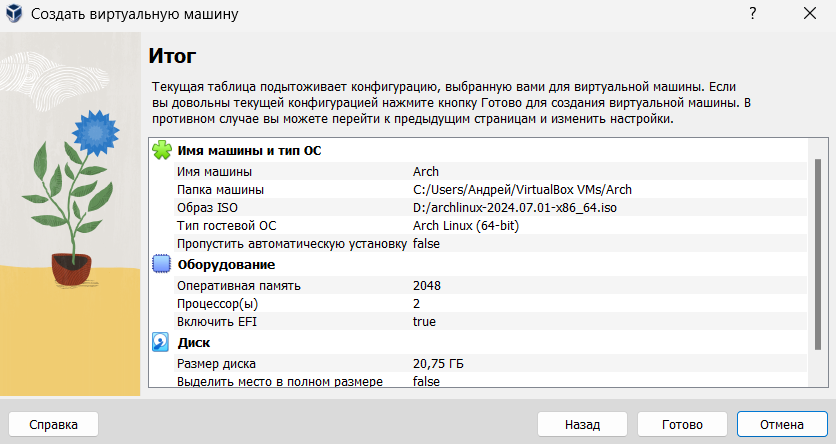 Создать виртуальную машину
?
Итог
Текущая таблица подытоживает конфигурацию, выбранную вами для виртуальной машины. Если
вы довольны текущей конфигурацией нажмите кнопку Готово для создания виртуальной машины. В
противном случае вы можете перейти к предыдущим страницам и изменить настройки.
Имя машины и тип ОС
Имя машины Arch
Папка машины C:/Users/Андрей/VirtualBox VMs/Arch
Образ ISO D:/archlinux-2024.07.01-x86_64.iso
Тип гостевой ОС Arch Linux (64-bit)
Пропустить автоматическую установку false
Оборудование
Оперативная память 2048
Процессор(ы) 2
Включить EFI true
Диск
Размер диска 20,75 ГБ
Выделить место в полном размере false
Справка Назад Готово Отмена